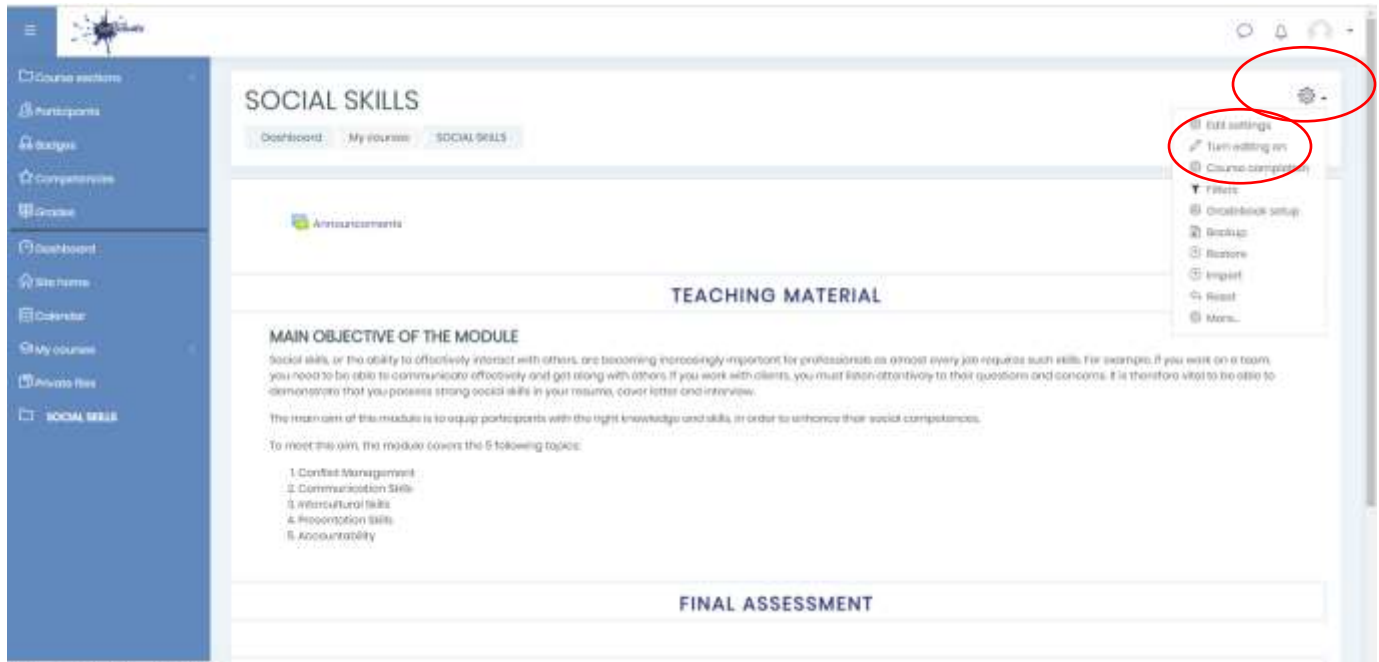 Course sections
Participants
Badges
Competencies
Grades
Dashboard
Site home
Calendar
My courses
Private files
SOCIAL SKILLS
SOCIAL SKILLS
Dashboard My courses SOCIAL SKILLS
Edit settings
Turn editing on
Course completion
Filters
Gradebook setup
Backup
Restore
Import
Reset
More...
Announcements
TEACHING MATERIAL
MAIN OBJECTIVE OF THE MODULE
Social skills, or the ability to effectively interact with others, are becoming increasingly important for professionals as almost every job requires such skills. For example, if you work on a team,
you need to be able to communicate effectively and get along with others. If you work with clients, you must listen attentively to their questions and concerns. It is therefore vital to be able to
demonstrate that you possess strong social skills in your resume, cover letter and interview.
The main aim of this module is to equip participants with the right knowledge and skills, in order to enhance their social competences.
To meet this aim, the module covers the 5 following topics:
1. Conflict Management
2. Communication Skills
3. Intercultural Skills
4. Presentation Skills
5. Accountability
FINAL ASSESSMENT